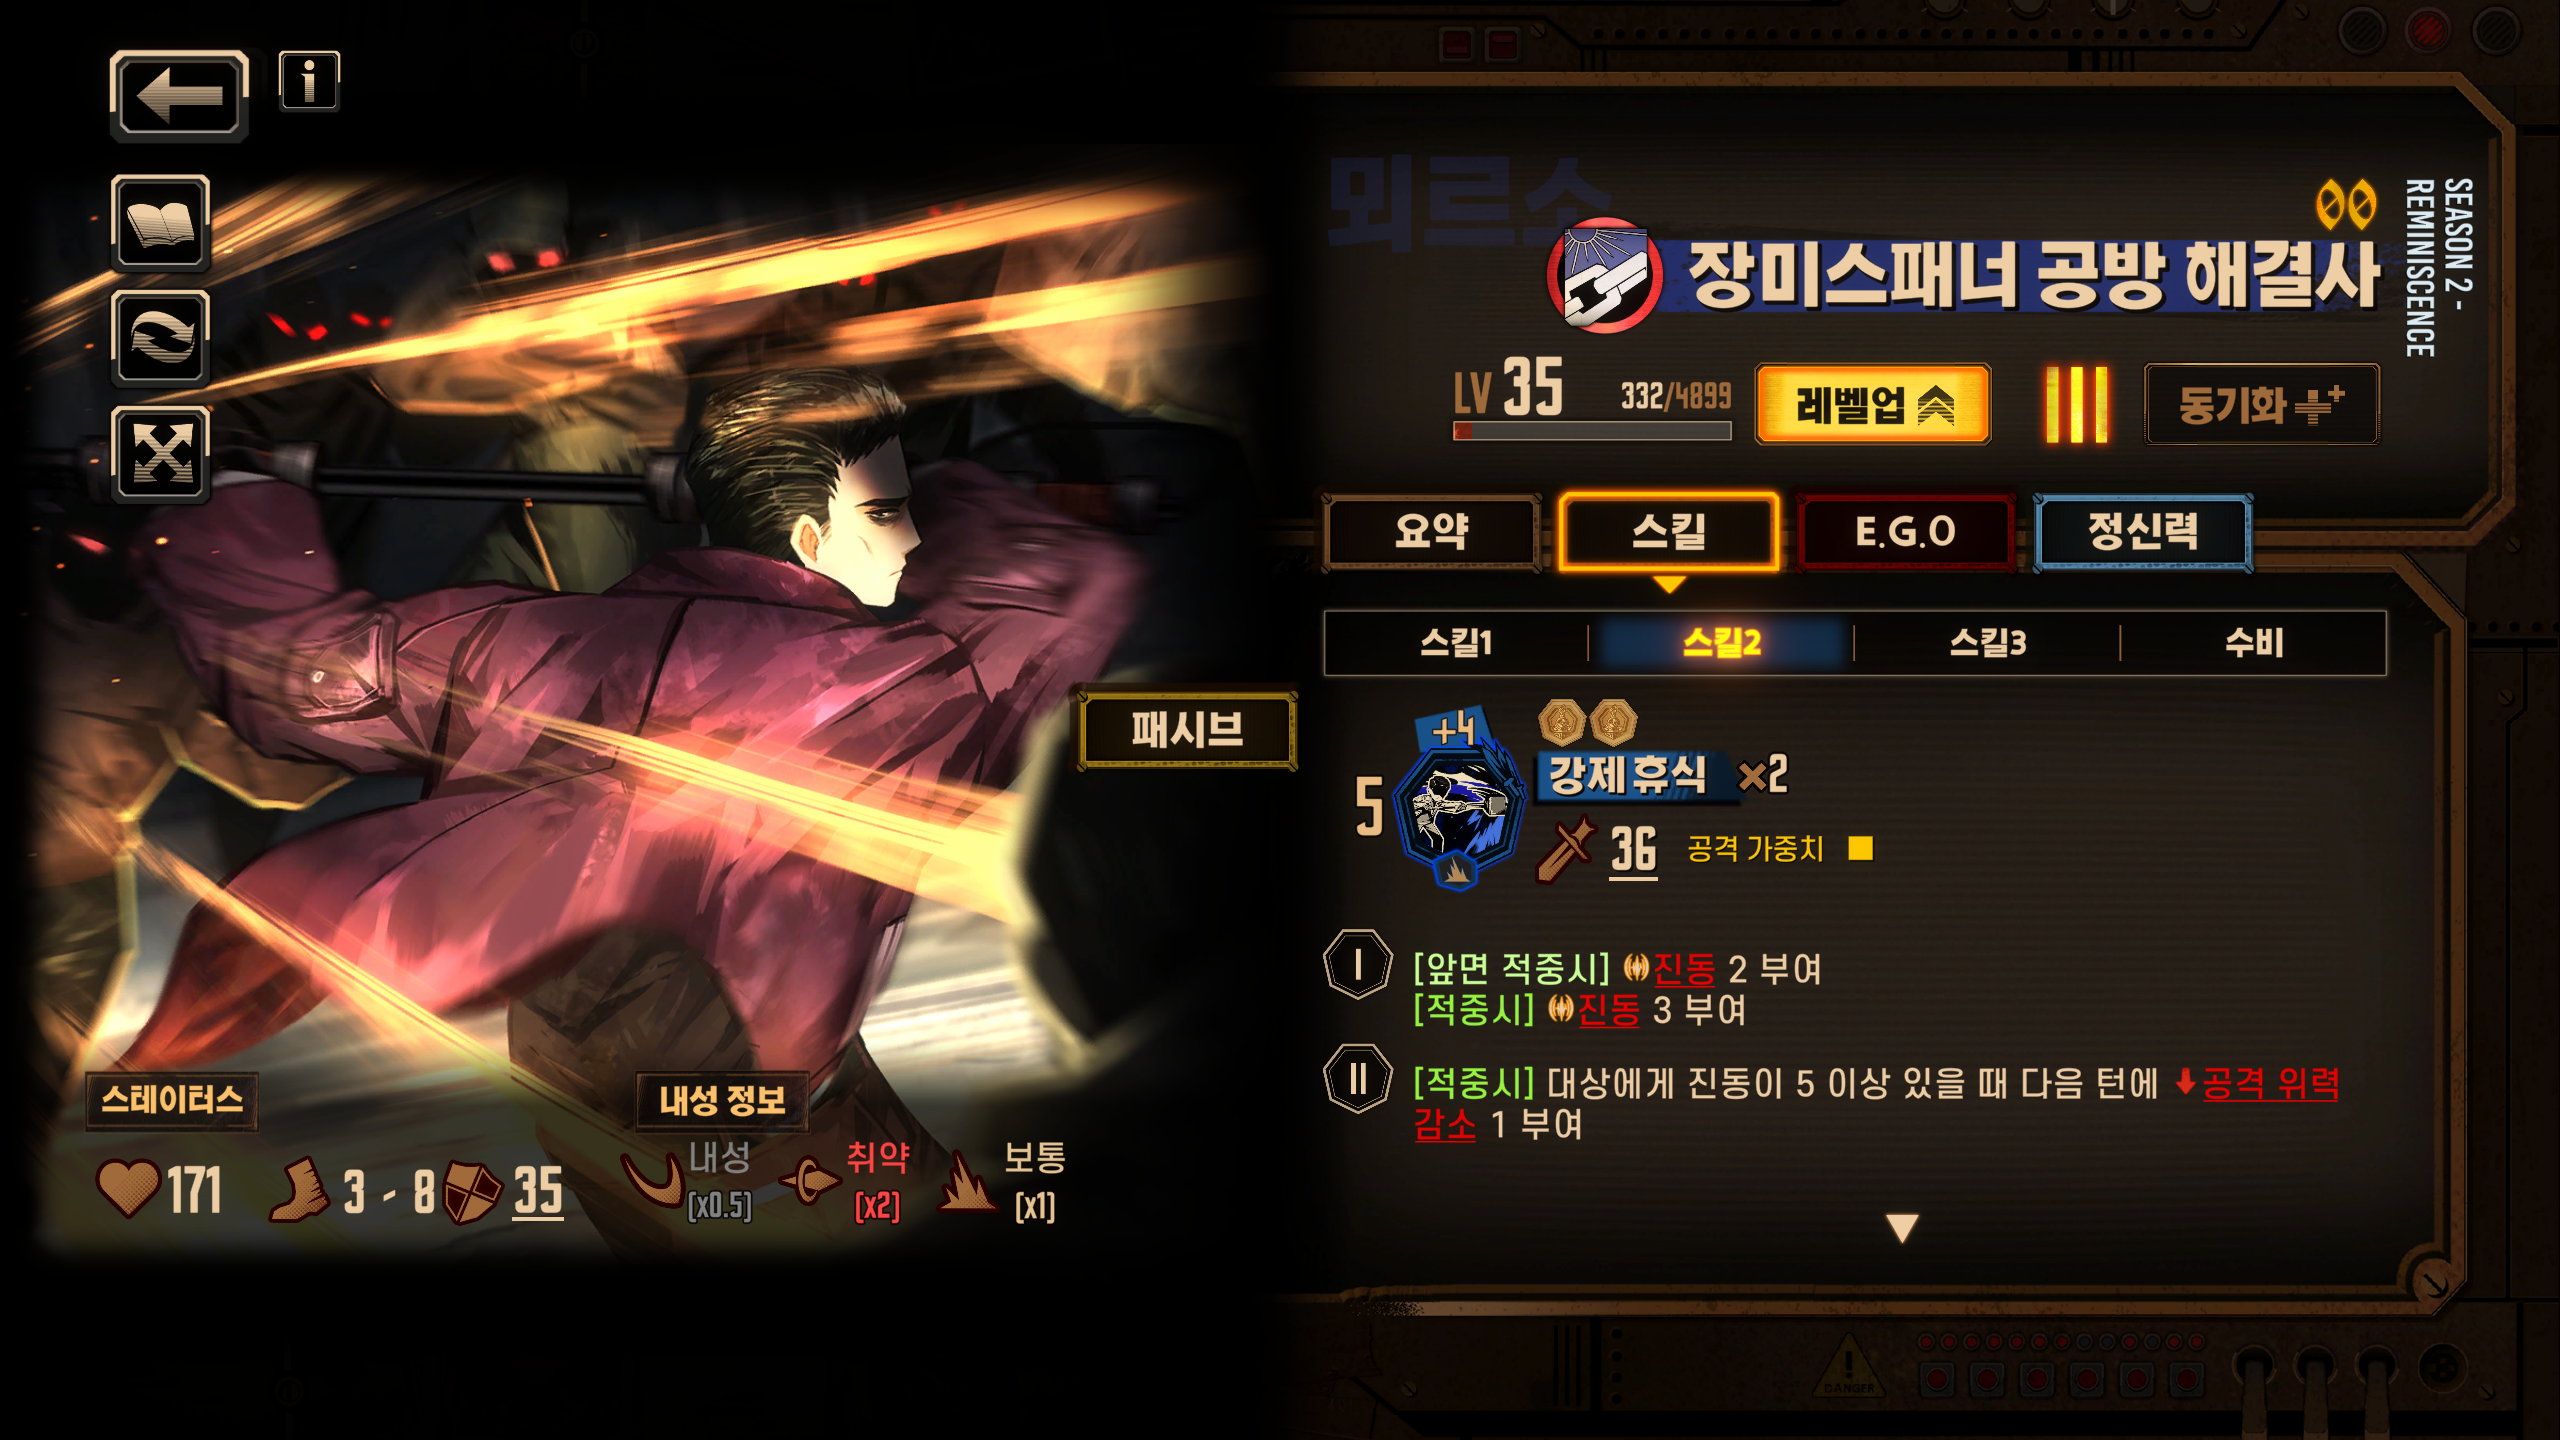 뫼르소
장미스패너 공방 해결사
SEASON 2 -
REMINISCENCE
LV 35
332/4899
레벨업
동기화
요약
스킬
E.G.O
정신력
스킬1
스킬2
스킬3
수비
패시브
+4
5
강제 휴식 ×2
36
공격 가중치
I
[앞면 적중시] 진동 2 부여
[적중시] 진동 3 부여
II
[적중시] 대상에게 진동이 5 이상 있을 때 다음 턴에 공격 위력
감소 1 부여
스테이터스
171
3 - 8
35
내성 정보
내성
[x0.5]
취약
[x2]
보통
[x1]
DANGER